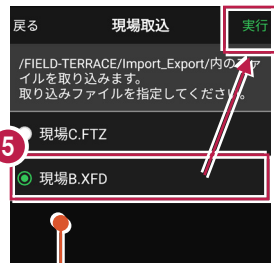 戻る 現場取込 実行
/FIELD-TERRACE/Import_Export/内のファ
イルを取り込みます。
取り込みファイルを指定してください。
5
現場C.FTZ
現場B.XFD